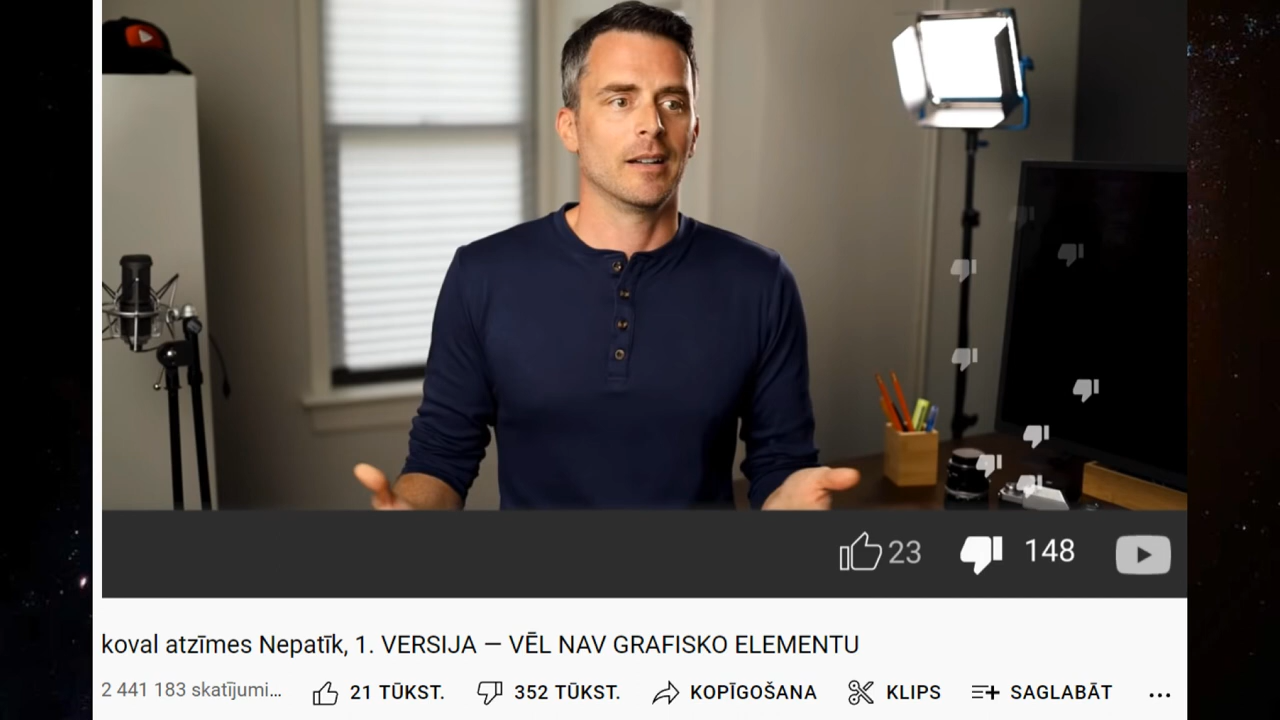 23 148
koval atzīmes Nepatīk, 1. VERSIJA — VĒL NAV GRAFISKO ELEMENTU
2 441 183 skatījumi... 21 TŪKST. 352 TŪKST. KOPĪGOŠANA KLIPS SAGLABĀT ...